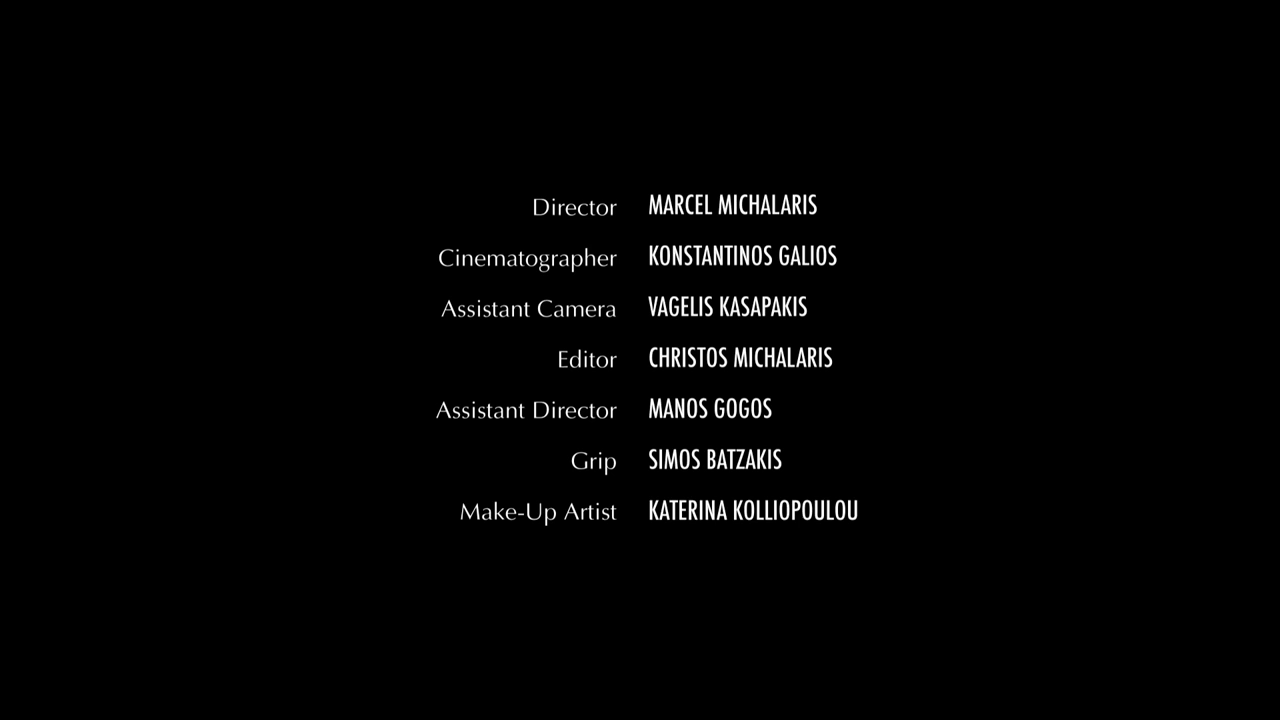 Director MARCEL MICHALARIS
Cinematographer KONSTANTINOS GALIOS
Assistant Camera VAGELIS KASAPAKIS
Editor CHRISTOS MICHALARIS
Assistant Director MANOS GOGOS
Grip SIMOS BATZAKIS
Make-Up Artist KATERINA KOLLIOPOULOU